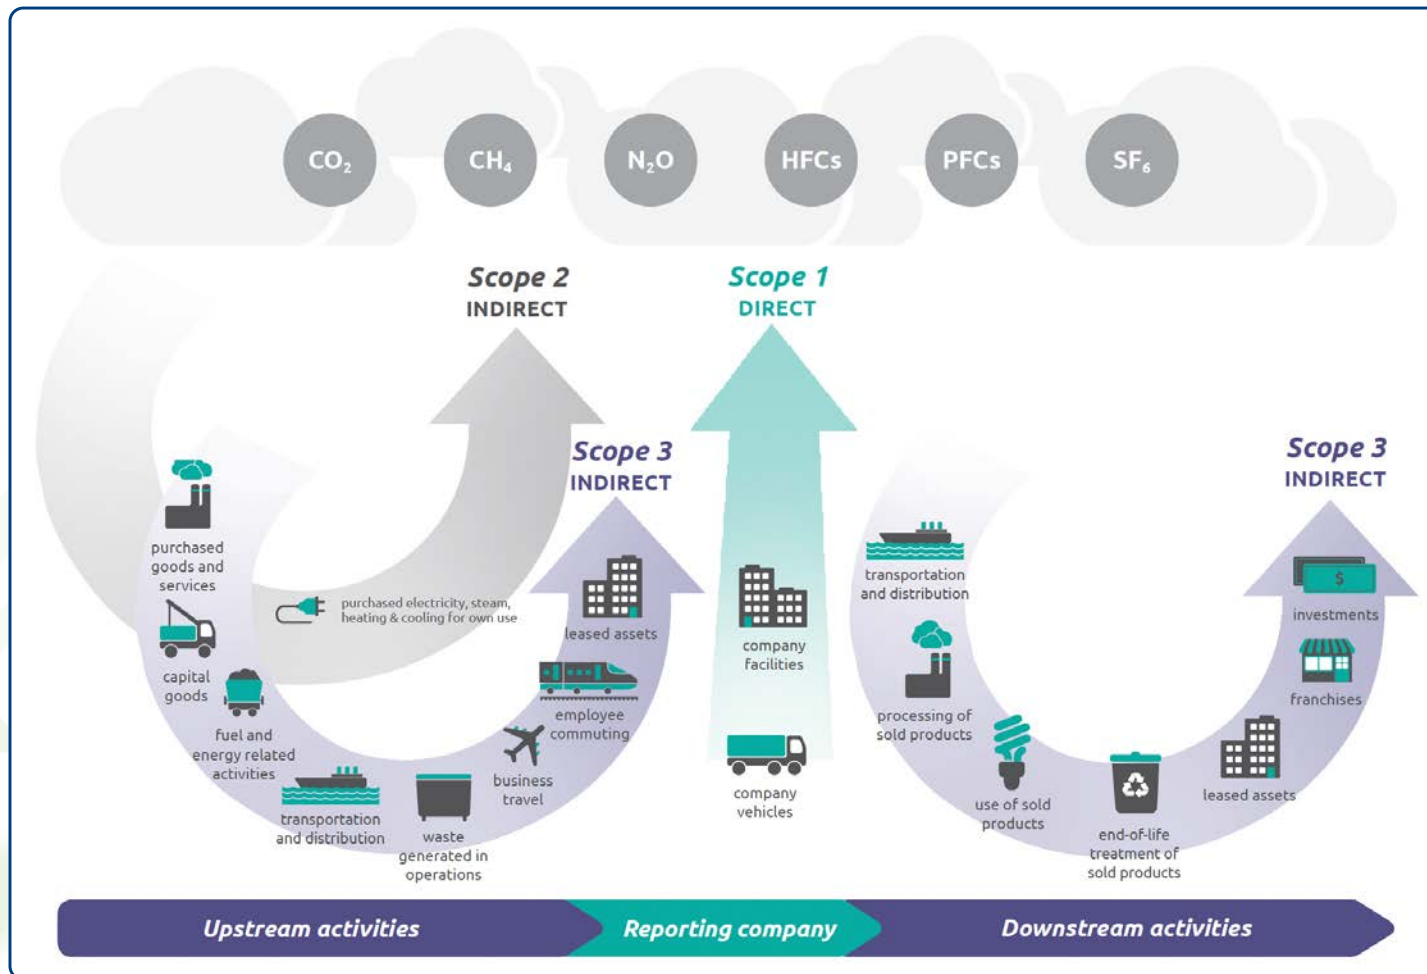 CO₂
CH₄
N₂O
HFCs
PFCs
SF₆
Scope 2
INDIRECT
Scope 1
DIRECT
Scope 3
INDIRECT
Scope 3
INDIRECT
purchased
goods and
services
capital
goods
fuel and
energy related
activities
transportation
and distribution
waste
generated in
operations
business
travel
employee
commuting
leased assets
purchased electricity, steam,
heating & cooling for own use
company
facilities
company
vehicles
transportation
and distribution
processing of
sold products
use of sold
products
end-of-life
treatment of
sold products
leased assets
franchises
$
investments
Upstream activities
Reporting company
Downstream activities